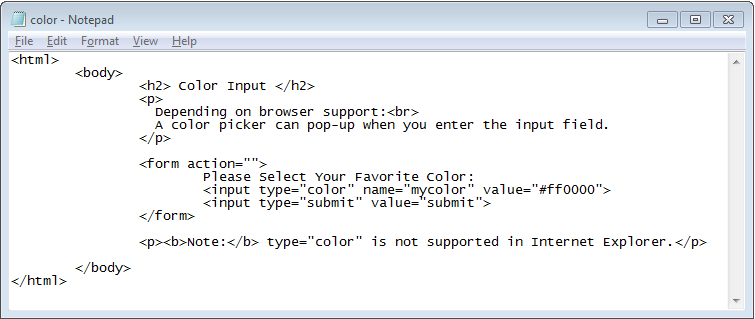 color - Notepad
File Edit Format View Help
<html>
<body>
<h2> Color Input </h2>
<p>
Depending on browser support:<br>
A color picker can pop-up when you enter the input field.
</p>
<form action="">
Please Select Your Favorite Color:
<input type="color" name="mycolor" value="#ff0000">
<input type="submit" value="submit">
</form>
<p><b>Note:</b> type="color" is not supported in Internet Explorer.</p>
</body>
</html>